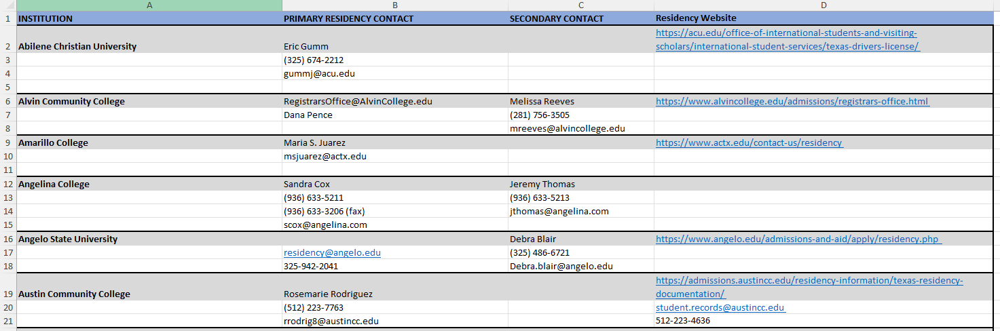 A B C D
1 INSTITUTION PRIMARY RESIDENCY CONTACT SECONDARY CONTACT Residency Website
https://acu.edu/office-of-international-students-and-visiting-
2 Abilene Christian University Eric Gumm scholars/international-student-services/texas-drivers-license/
3 (325) 674-2212
4 gummj@acu.edu
5
6 Alvin Community College RegistrarsOffice@AlvinCollege.edu Melissa Reeves https://www.alvincollege.edu/admissions/registrars-office.html
7 Dana Pence (281) 756-3505
8 mreeves@alvincollege.edu
9 Amarillo College Maria S. Juarez https://www.actx.edu/contact-us/residency
10 msjuarez@actx.edu
11
12 Angelina College Sandra Cox Jeremy Thomas
13 (936) 633-5211 (936) 633-5213
14 (936) 633-3206 (fax) jthomas@angelina.com
15 scox@angelina.com
16 Angelo State University Debra Blair https://www.angelo.edu/admissions-and-aid/apply/residency.php
17 residency@angelo.edu (325) 486-6721
18 325-942-2041 Debra.blair@angelo.edu
https://admissions.austincc.edu/residency-information/texas-residency-
19 Austin Community College Rosemarie Rodriguez documentation/
20 (512) 223-7763 student.records@austincc.edu
21 rrodrig8@austincc.edu 512-223-4636